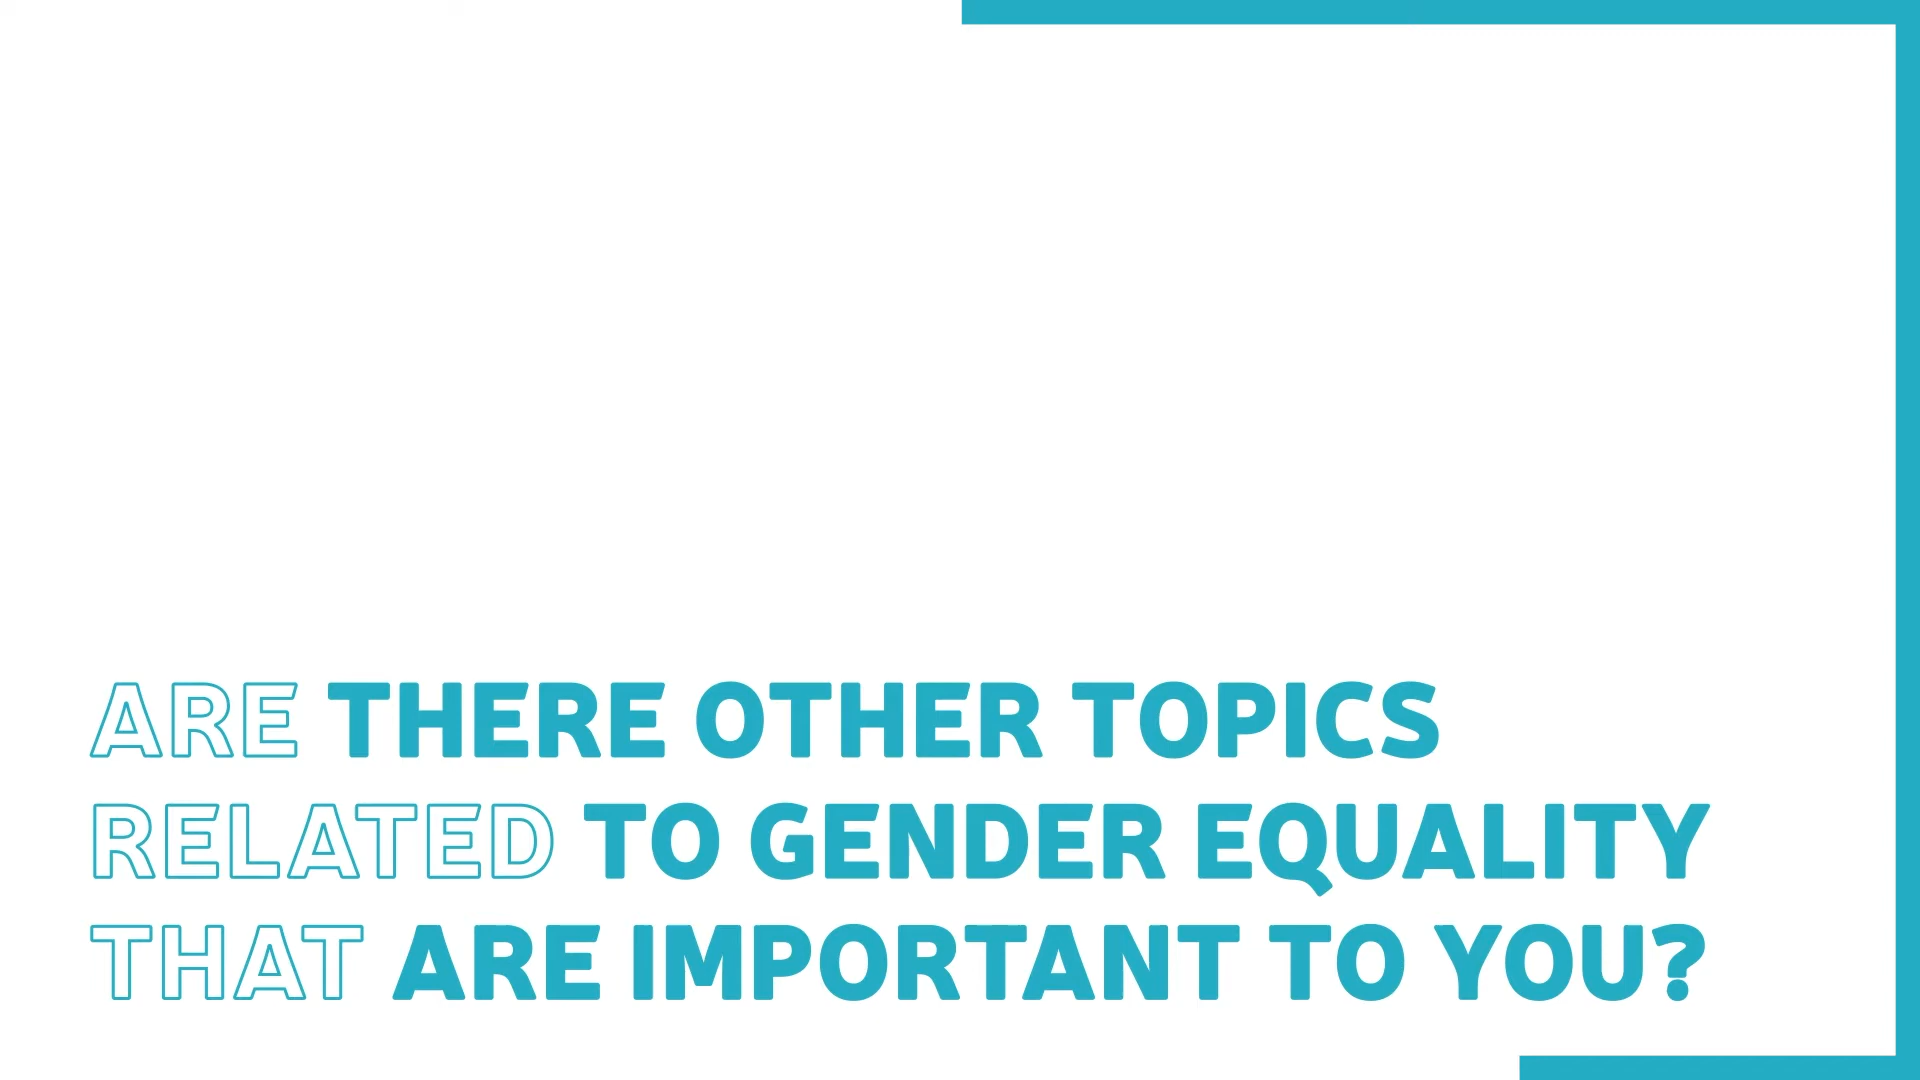 ARE THERE OTHER TOPICS
RELATED TO GENDER EQUALITY
THAT ARE IMPORTANT TO YOU?